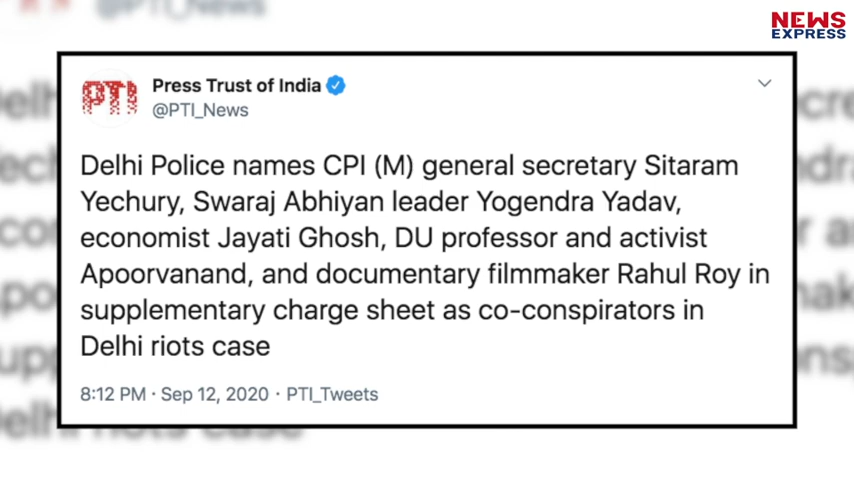 NEWS
EXPRESS
PTI
Press Trust of India
@PTI_News
Delhi Police names CPI (M) general secretary Sitaram
Yechury, Swaraj Abhiyan leader Yogendra Yadav,
economist Jayati Ghosh, DU professor and activist
Apoorvanand, and documentary filmmaker Rahul Roy in
supplementary charge sheet as co-conspirators in
Delhi riots case
8:12 PM · Sep 12, 2020 · PTI_Tweets